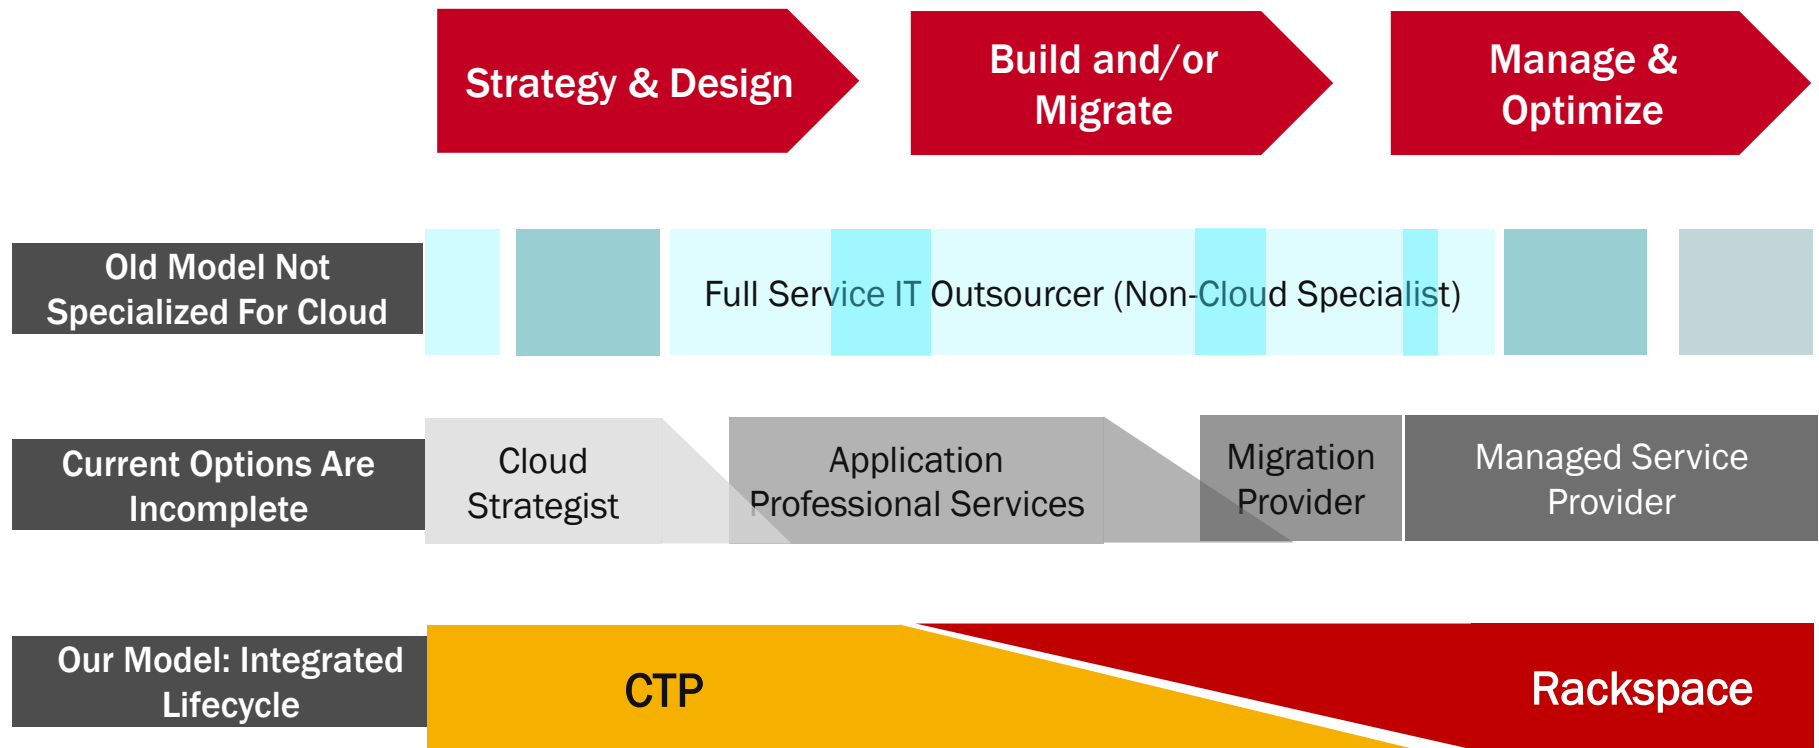 Strategy & Design
Build and/or
Migrate
Manage &
Optimize
Old Model Not
Specialized For Cloud
Full Service IT Outsourcer (Non-Cloud Specialist)
Current Options Are
Incomplete
Cloud
Strategist
Application
Professional Services
Migration
Provider
Managed Service
Provider
Our Model: Integrated
Lifecycle
CTP
Rackspace